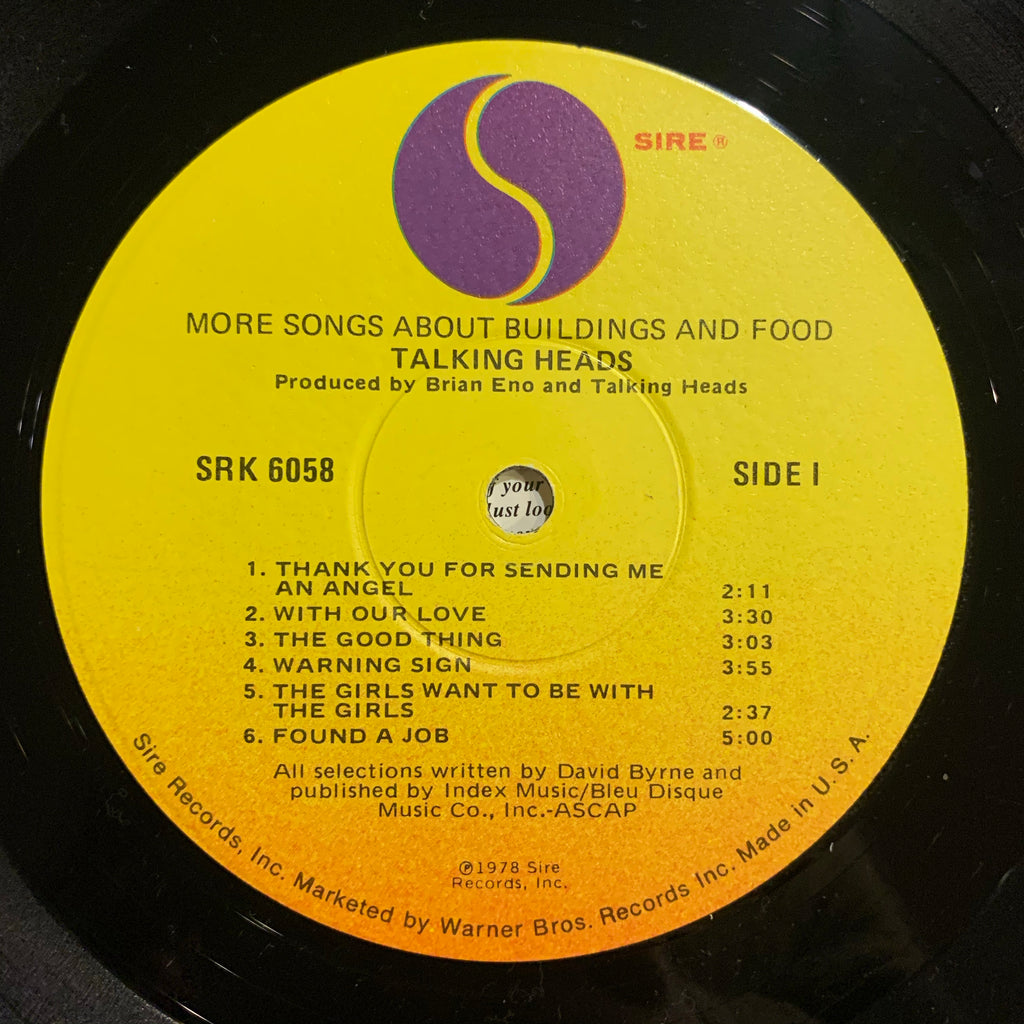 SIRE ®
MORE SONGS ABOUT BUILDINGS AND FOOD
TALKING HEADS
Produced by Brian Eno and Talking Heads
SRK 6058
SIDE I
your
1. THANK YOU FOR SENDING ME
AN ANGEL 2:11
2. WITH OUR LOVE 3:30
3. THE GOOD THING 3:03
4. WARNING SIGN 3:55
5. THE GIRLS WANT TO BE WITH
THE GIRLS 2:37
6. FOUND A JOB 5:00
All selections written by David Byrne and
published by Index Music/Bleu Disque
Music Co., Inc.-ASCAP
℗1978 Sire
Records, Inc.
Sire Records, Inc. Marketed by Warner Bros. Records Inc. Made in U.S.A.